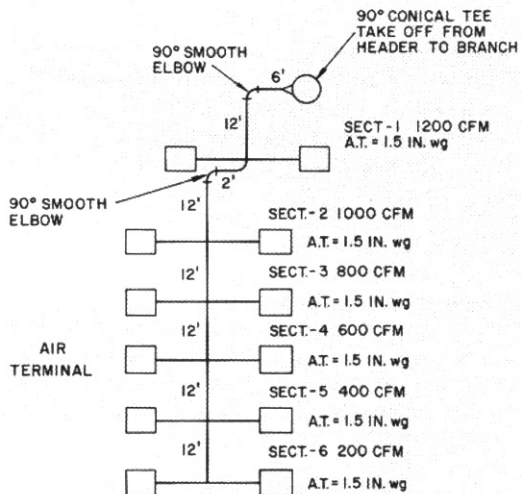 90° CONICAL TEE
TAKE OFF FROM
HEADER TO BRANCH
90° SMOOTH
ELBOW
6'
12'
SECT-1 1200 CFM
A.T. = 1.5 IN. wg
2'
90° SMOOTH
ELBOW
12'
SECT.-2 1000 CFM
A.T. = 1.5 IN. wg
12'
SECT.-3 800 CFM
A.T. = 1.5 IN. wg
12'
SECT.-4 600 CFM
A.T. = 1.5 IN. wg
AIR
TERMINAL
12'
SECT.-5 400 CFM
A.T. = 1.5 IN. wg
12'
SECT.-6 200 CFM
A.T. = 1.5 IN. wg